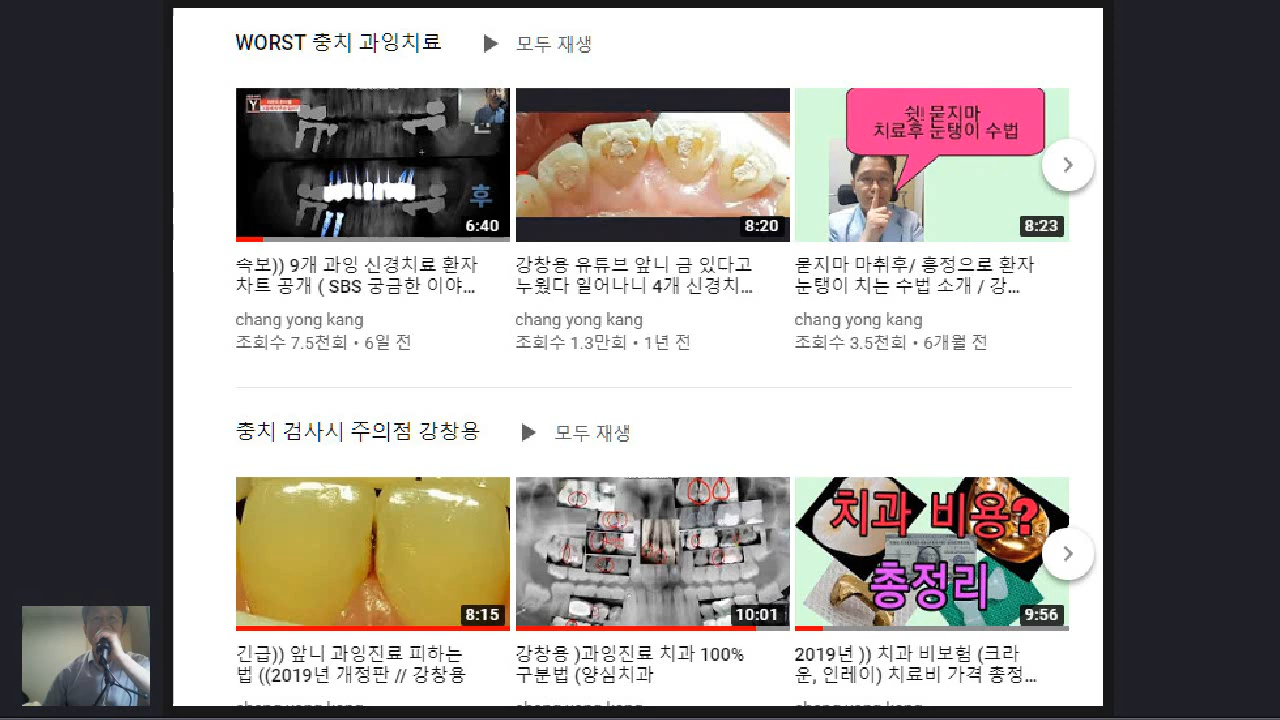 WORST 충치 과잉치료
모두 재생
후
6:40
8:20
쉿! 묻지마
치료후 눈탱이 수법
8:23
속보)) 9개 과잉 신경치료 환자
차트 공개 ( SBS 궁금한 이야...
chang yong kang
조회수 7.5천회 • 6일 전
강창용 유튜브 앞니 금 있다고
누웠다 일어나니 4개 신경치...
chang yong kang
조회수 1.3만회 • 1년 전
묻지마 마취후/ 흥정으로 환자
눈탱이 치는 수법 소개 / 강...
chang yong kang
조회수 3.5천회 • 6개월 전
충치 검사시 주의점 강창용
모두 재생
8:15
10:01
치과 비용?
총정리
9:56
긴급)) 앞니 과잉진료 피하는
법 ((2019년 개정판 // 강창용
강창용 )과잉진료 치과 100%
구분법 (양심치과
2019년 )) 치과 비보험 (크라
운, 인레이) 치료비 가격 총정...
chang yong kang
chang yong kang
chang yong kang